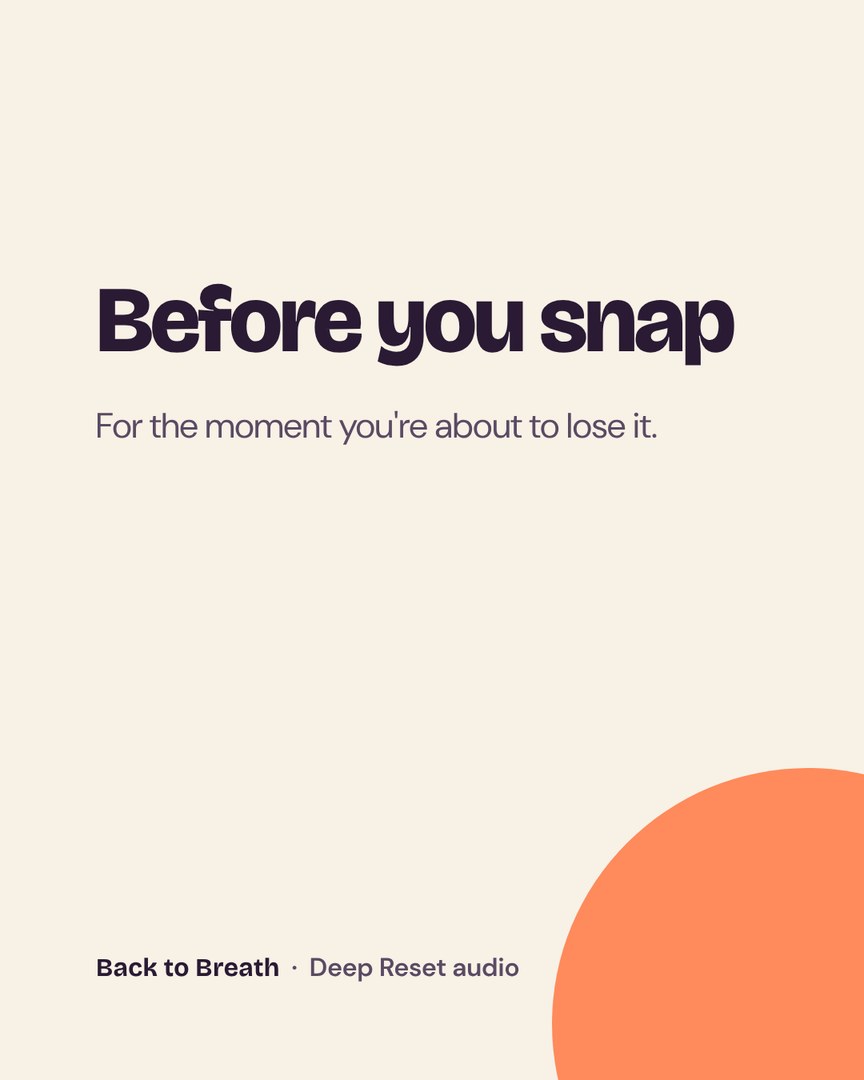 Before you snap
For the moment you're about to lose it.
Back to Breath · Deep Reset audio